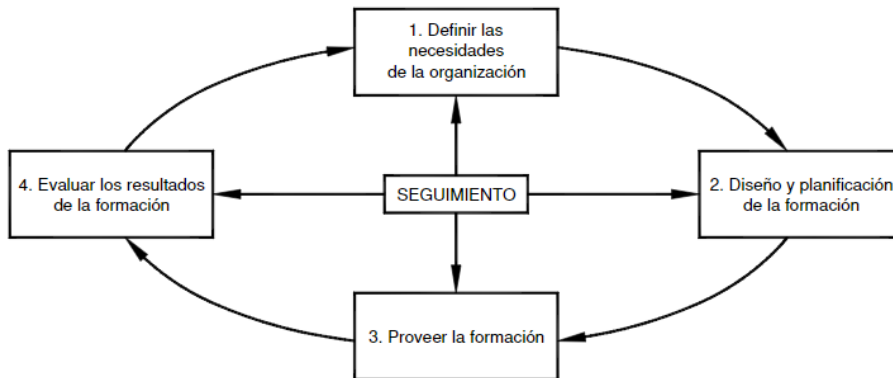 1. Definir las
necesidades
de la organización
4. Evaluar los resultados
de la formación
SEGUIMIENTO
2. Diseño y planificación
de la formación
3. Proveer la formación